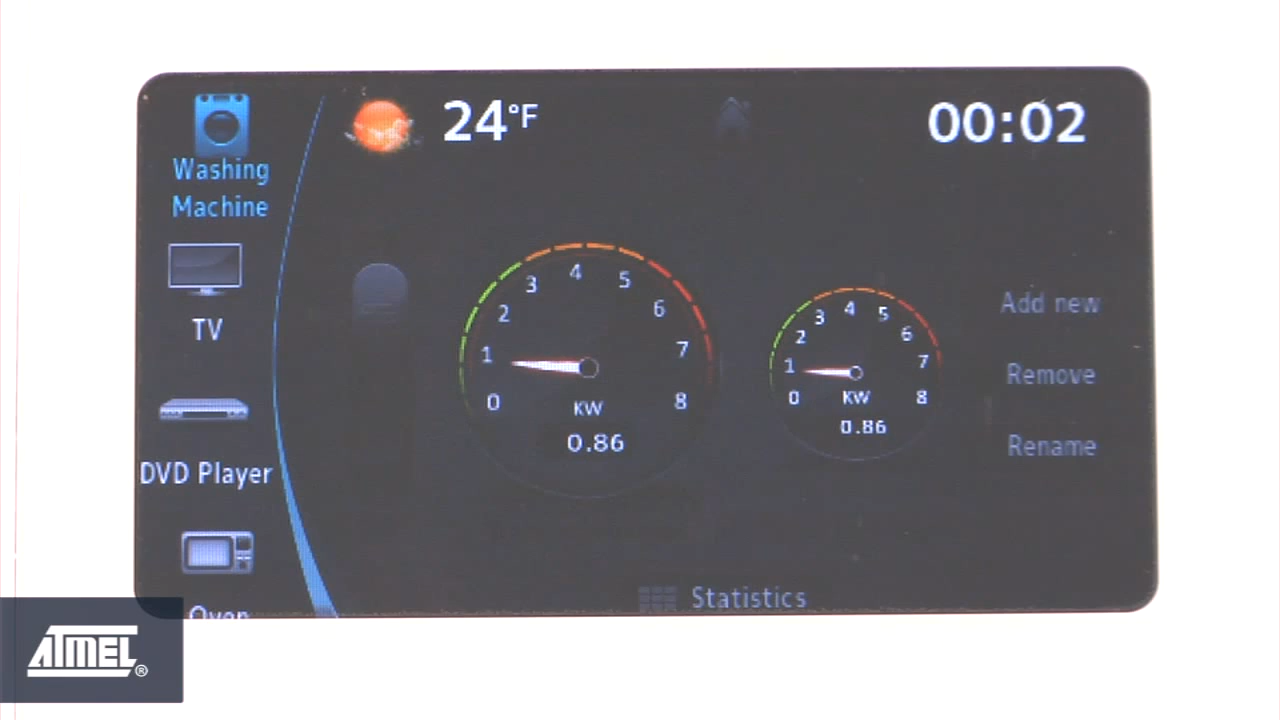 24°F
00:02
Washing
Machine
TV
DVD Player
Oven
0 1 2 3 4 5 6 7 8
KW
0.86
0 1 2 3 4 5 6 7 8
KW
0.86
Add new
Remove
Rename
Statistics
ATMEL®